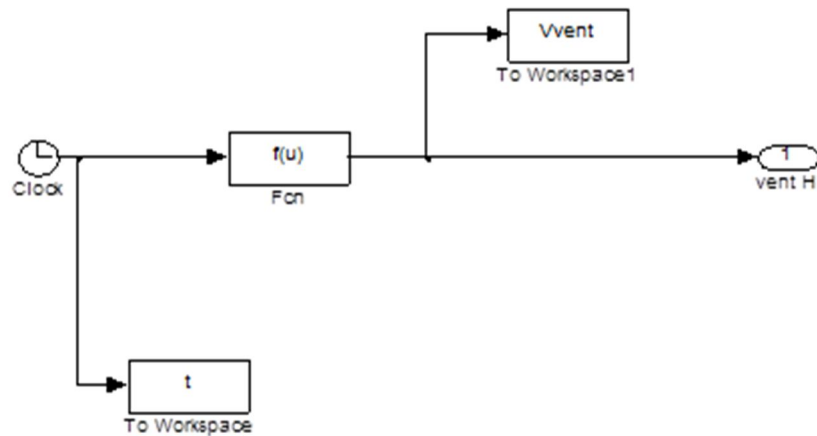 Vvent
To Workspace1
f(u)
Fcn
Clock
1
vent H
t
To Workspace